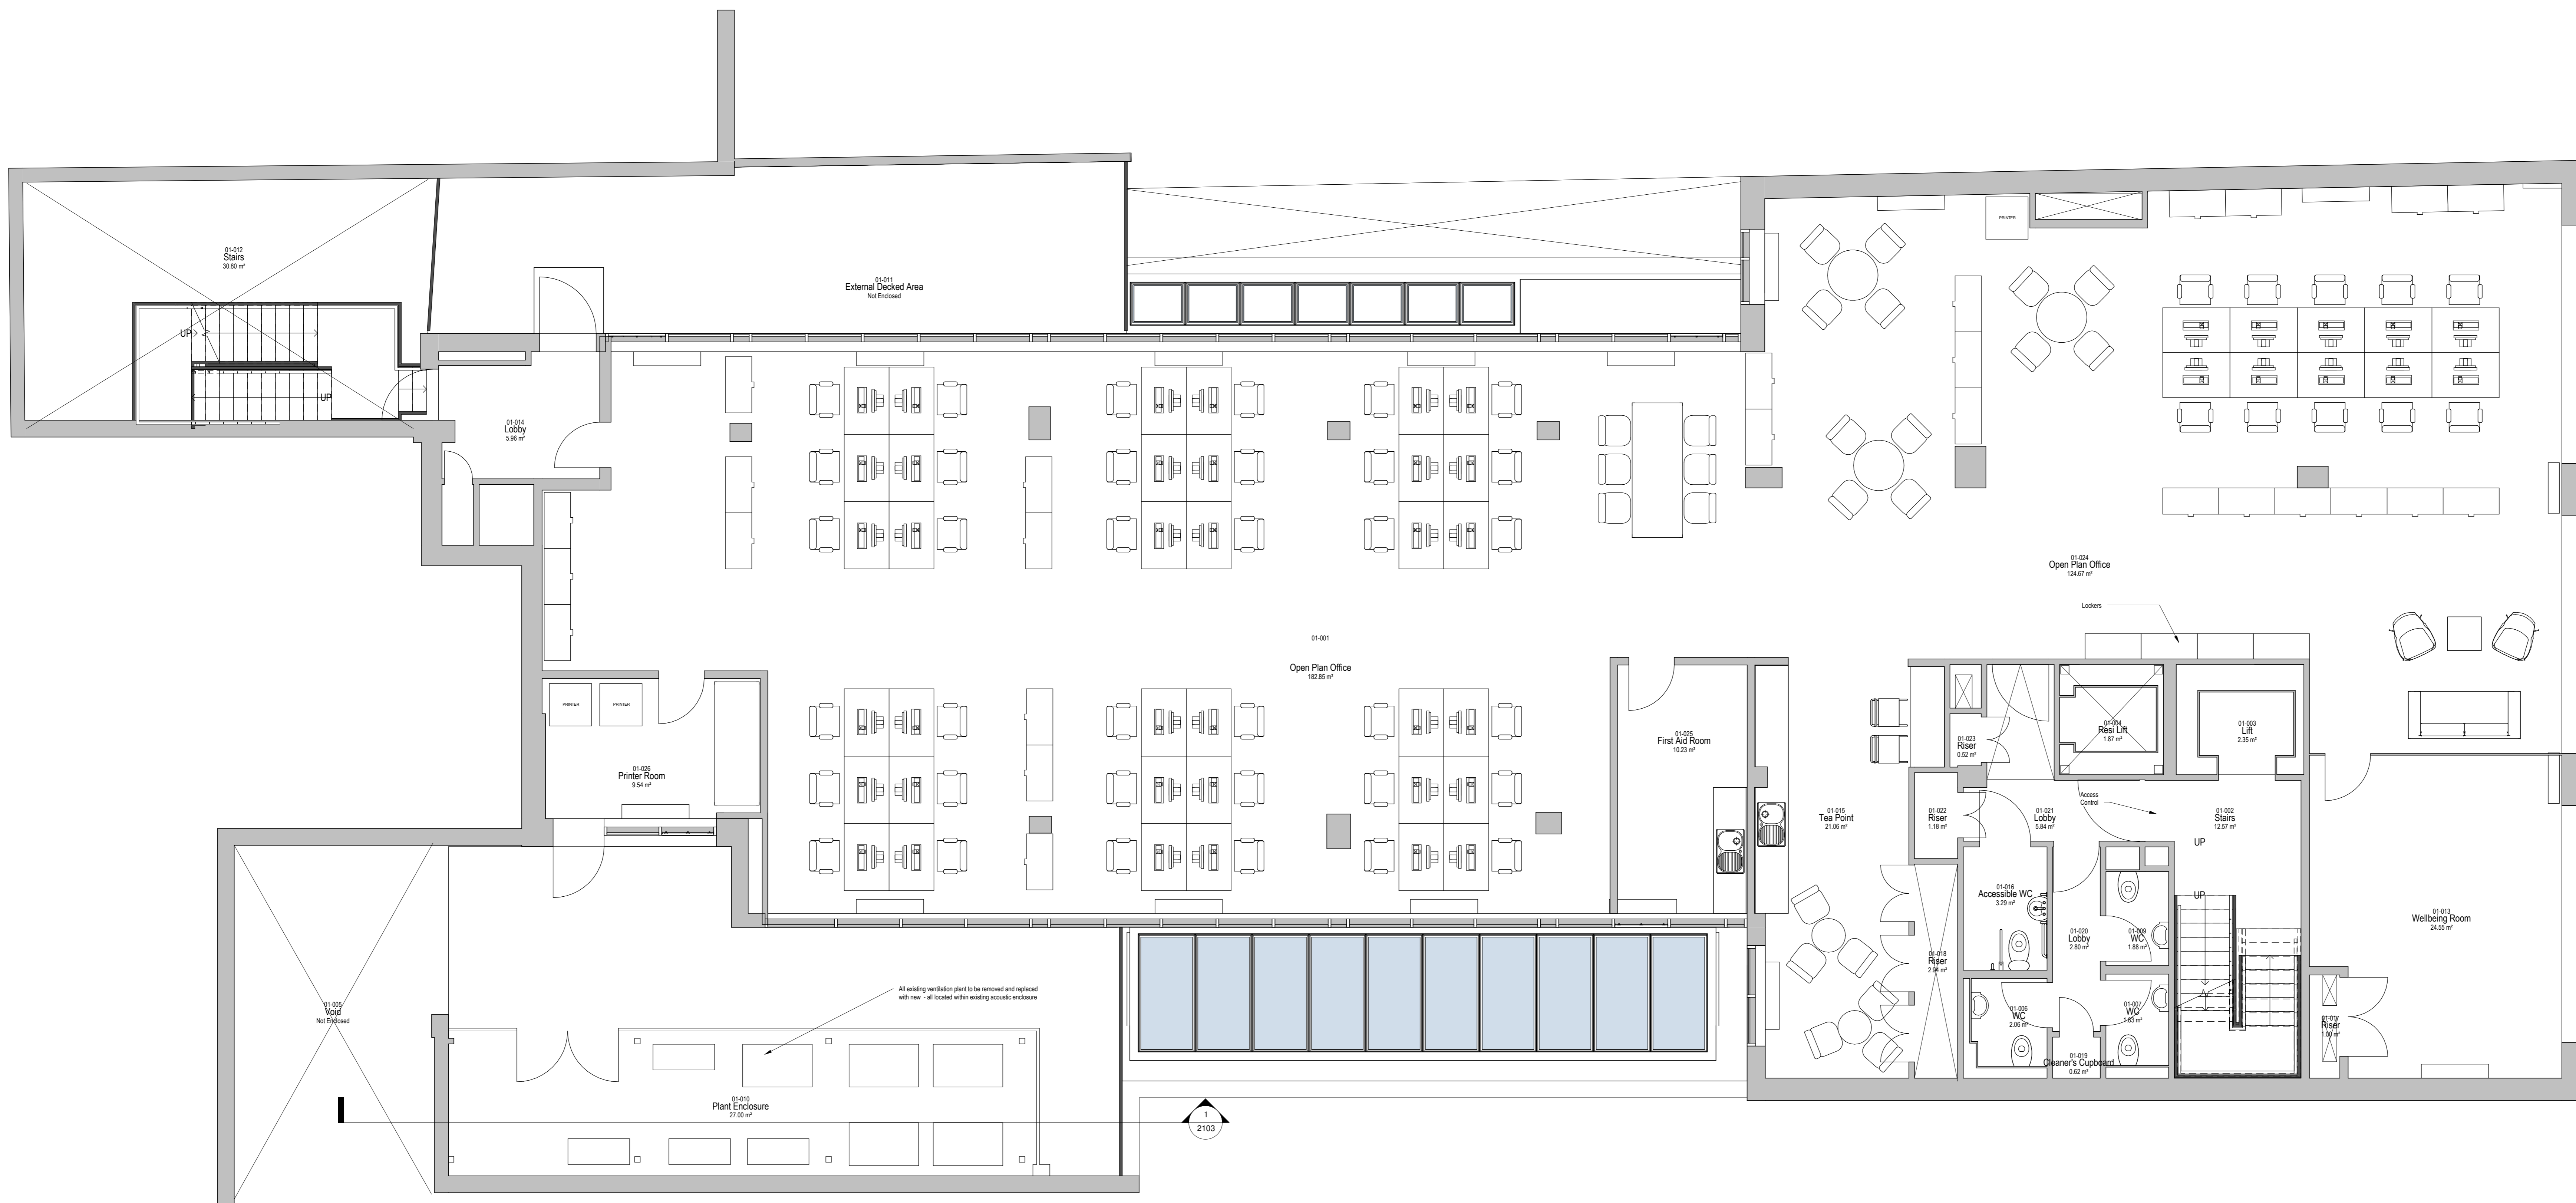 PRINTER
01-012
Stairs
30.80 m²
01-011
External Decked Area
Not Enclosed
UP
UP
01-014
Lobby
5.96 m²
01-024
Open Plan Office
124.67 m²
Lockers
01-001
Open Plan Office
182.85 m²
PRINTER
PRINTER
01-026
Printer Room
9.54 m²
01-025
First Aid Room
10.23 m²
01-023
Riser
0.52 m²
01-004
Resi Lift
1.87 m²
01-003
Lift
2.35 m²
Access
Control
01-015
Tea Point
21.06 m²
01-022
Riser
1.18 m²
01-021
Lobby
5.84 m²
01-002
Stairs
12.57 m²
UP
UP
01-016
Accessible WC
3.29 m²
01-020
Lobby
2.80 m²
01-009
WC
1.88 m²
01-013
Wellbeing Room
24.55 m²
01-018
Riser
2.94 m²
01-006
WC
2.06 m²
01-007
WC
1.83 m²
01-017
Riser
1.00 m²
01-019
Cleaner's Cupboard
0.62 m²
01-005
Void
Not Enclosed
All existing ventilation plant to be removed and replaced
with new - all located within existing acoustic enclosure
01-010
Plant Enclosure
27.00 m²
1
2103